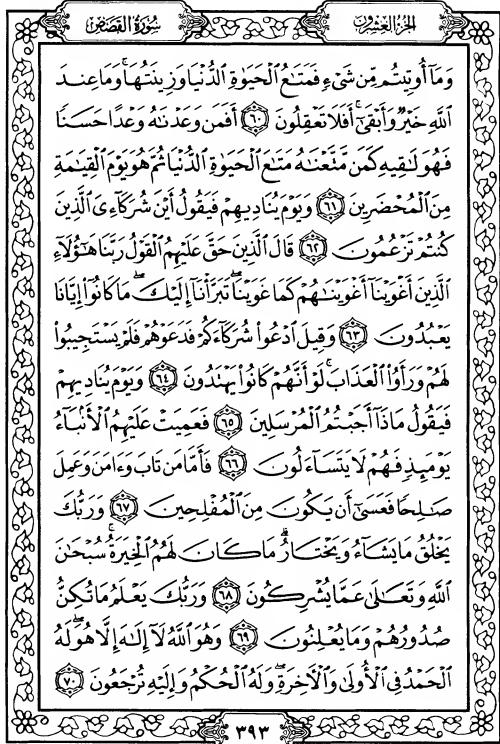 الجزء العشرون
سورة القصص
وَمَآ أُوتِيتُم مِّن شَىْءٍ فَمَتَـٰعُ ٱلْحَيَوٰةِ ٱلدُّنْيَا وَزِينَتُهَا ۚ وَمَا عِندَ
ٱللَّهِ خَيْرٌ وَأَبْقَىٰٓ ۚ أَفَلَا تَعْقِلُونَ ٦٠ أَفَمَن وَعَدْنَـٰهُ وَعْدًا حَسَنًا
فَهُوَ لَـٰقِيهِ كَمَن مَّتَّعْنَـٰهُ مَتَـٰعَ ٱلْحَيَوٰةِ ٱلدُّنْيَا ثُمَّ هُوَ يَوْمَ ٱلْقِيَـٰمَةِ
مِنَ ٱلْمُحْضَرِينَ ٦١ وَيَوْمَ يُنَادِيهِمْ فَيَقُولُ أَيْنَ شُرَكَآءِىَ ٱلَّذِينَ
كُنتُمْ تَزْعُمُونَ ٦٢ قَالَ ٱلَّذِينَ حَقَّ عَلَيْهِمُ ٱلْقَوْلُ رَبَّنَا هَـٰٓؤُلَآءِ
ٱلَّذِينَ أَغْوَيْنَآ أَغْوَيْنَـٰهُمْ كَمَا غَوَيْنَا ۖ تَبَرَّأْنَآ إِلَيْكَ ۖ مَا كَانُوٓا۟ إِيَّانَا
يَعْبُدُونَ ٦٣ وَقِيلَ ٱدْعُوا۟ شُرَكَآءَكُمْ فَدَعَوْهُمْ فَلَمْ يَسْتَجِيبُوا۟
لَهُمْ وَرَأَوُا۟ ٱلْعَذَابَ ۚ لَوْ أَنَّهُمْ كَانُوا۟ يَهْتَدُونَ ٦٤ وَيَوْمَ يُنَادِيهِمْ
فَيَقُولُ مَاذَآ أَجَبْتُمُ ٱلْمُرْسَلِينَ ٦٥ فَعَمِيَتْ عَلَيْهِمُ ٱلْأَنۢبَآءُ
يَوْمَئِذٍ فَهُمْ لَا يَتَسَآءَلُونَ ٦٦ فَأَمَّا مَن تَابَ وَءَامَنَ وَعَمِلَ
صَـٰلِحًا فَعَسَىٰٓ أَن يَكُونَ مِنَ ٱلْمُفْلِحِينَ ٦٧ وَرَبُّكَ
يَخْلُقُ مَا يَشَآءُ وَيَخْتَارُ ۗ مَا كَانَ لَهُمُ ٱلْخِيَرَةُ ۚ سُبْحَـٰنَ
ٱللَّهِ وَتَعَـٰلَىٰ عَمَّا يُشْرِكُونَ ٦٨ وَرَبُّكَ يَعْلَمُ مَا تُكِنُّ
صُدُورُهُمْ وَمَا يُعْلِنُونَ ٦٩ وَهُوَ ٱللَّهُ لَآ إِلَـٰهَ إِلَّا هُوَ ۖ لَهُ
ٱلْحَمْدُ فِى ٱلْأُولَىٰ وَٱلْـَٔاخِرَةِ ۖ وَلَهُ ٱلْحُكْمُ وَإِلَيْهِ تُرْجَعُونَ ٧٠
٣٩٣